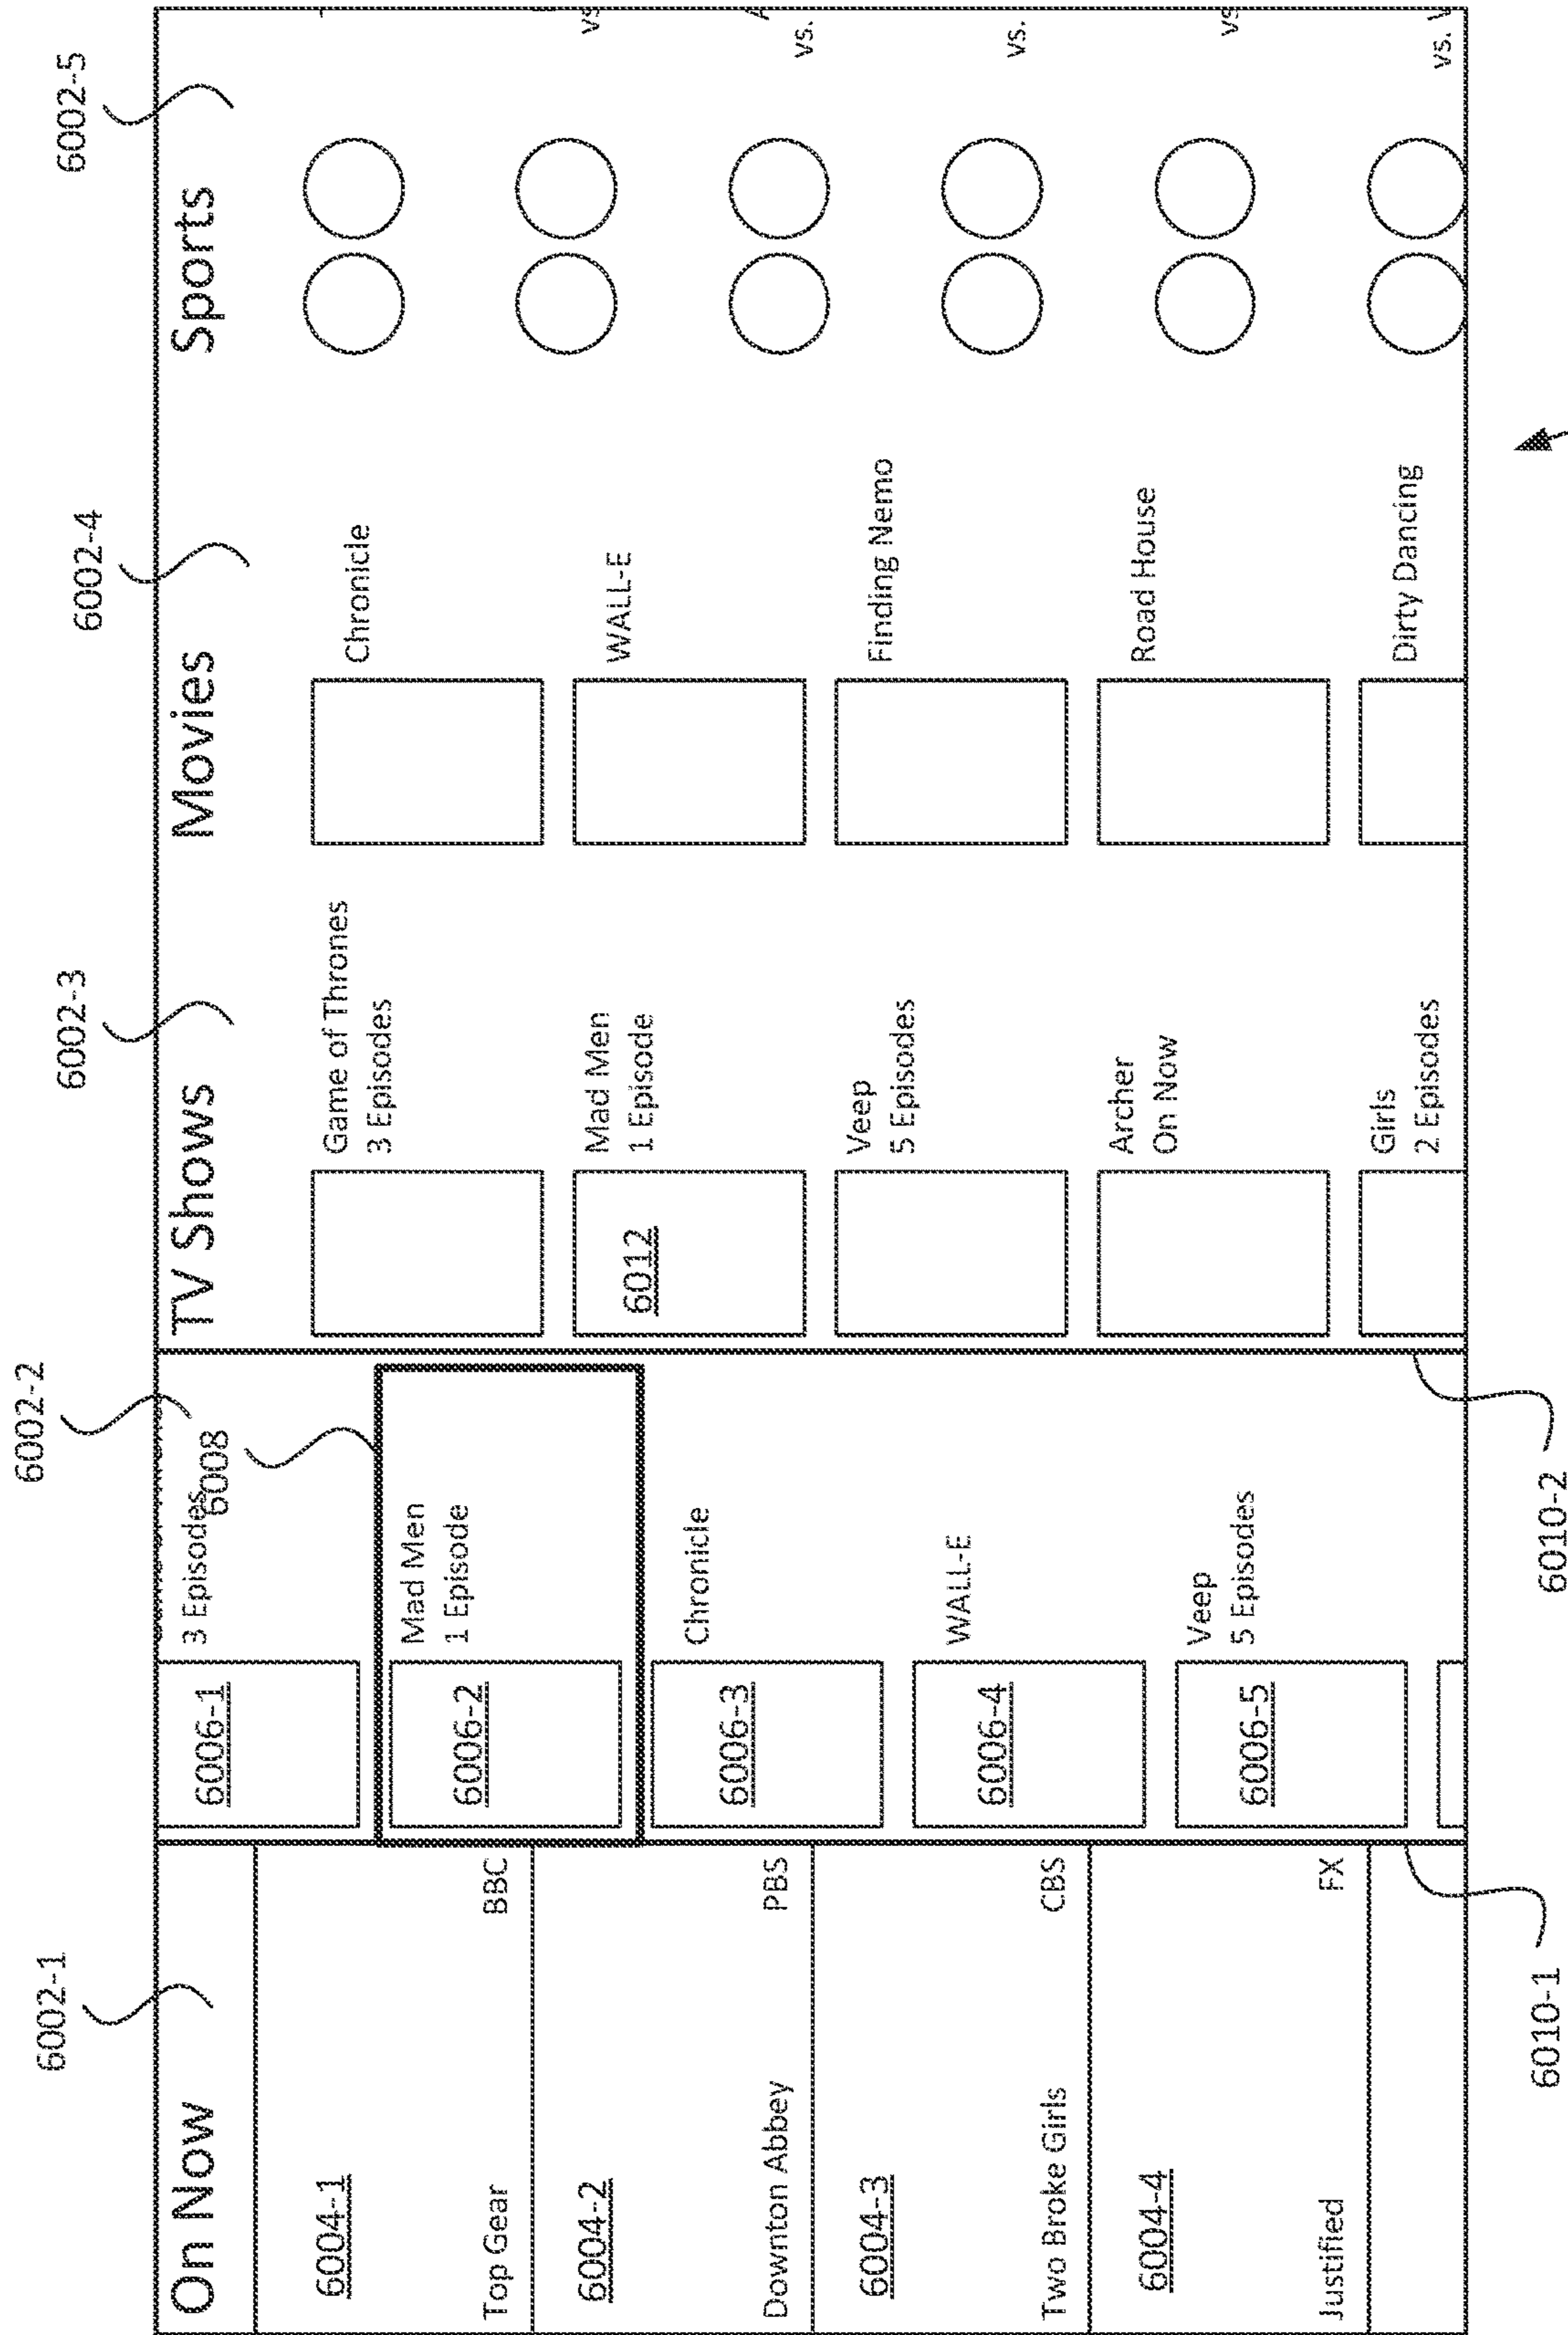 6002-1
6002-2
6002-3
6002-4
6002-5
On Now
6004-1
Top Gear
BBC
6004-2
Downton Abbey
PBS
6004-3
Two Broke Girls
CBS
6004-4
Justified
FX
3 Episodes
6006-1
6008
Mad Men
1 Episode
6006-2
Chronicle
6006-3
WALL-E
6006-4
Veep
5 Episodes
6006-5
TV Shows
Game of Thrones
3 Episodes
Mad Men
1 Episode
6012
Veep
5 Episodes
Archer
On Now
Girls
2 Episodes
Movies
Chronicle
WALL-E
Finding Nemo
Road House
Dirty Dancing
Sports
vs
vs.
vs.
vs
vs.
6010-1
6010-2